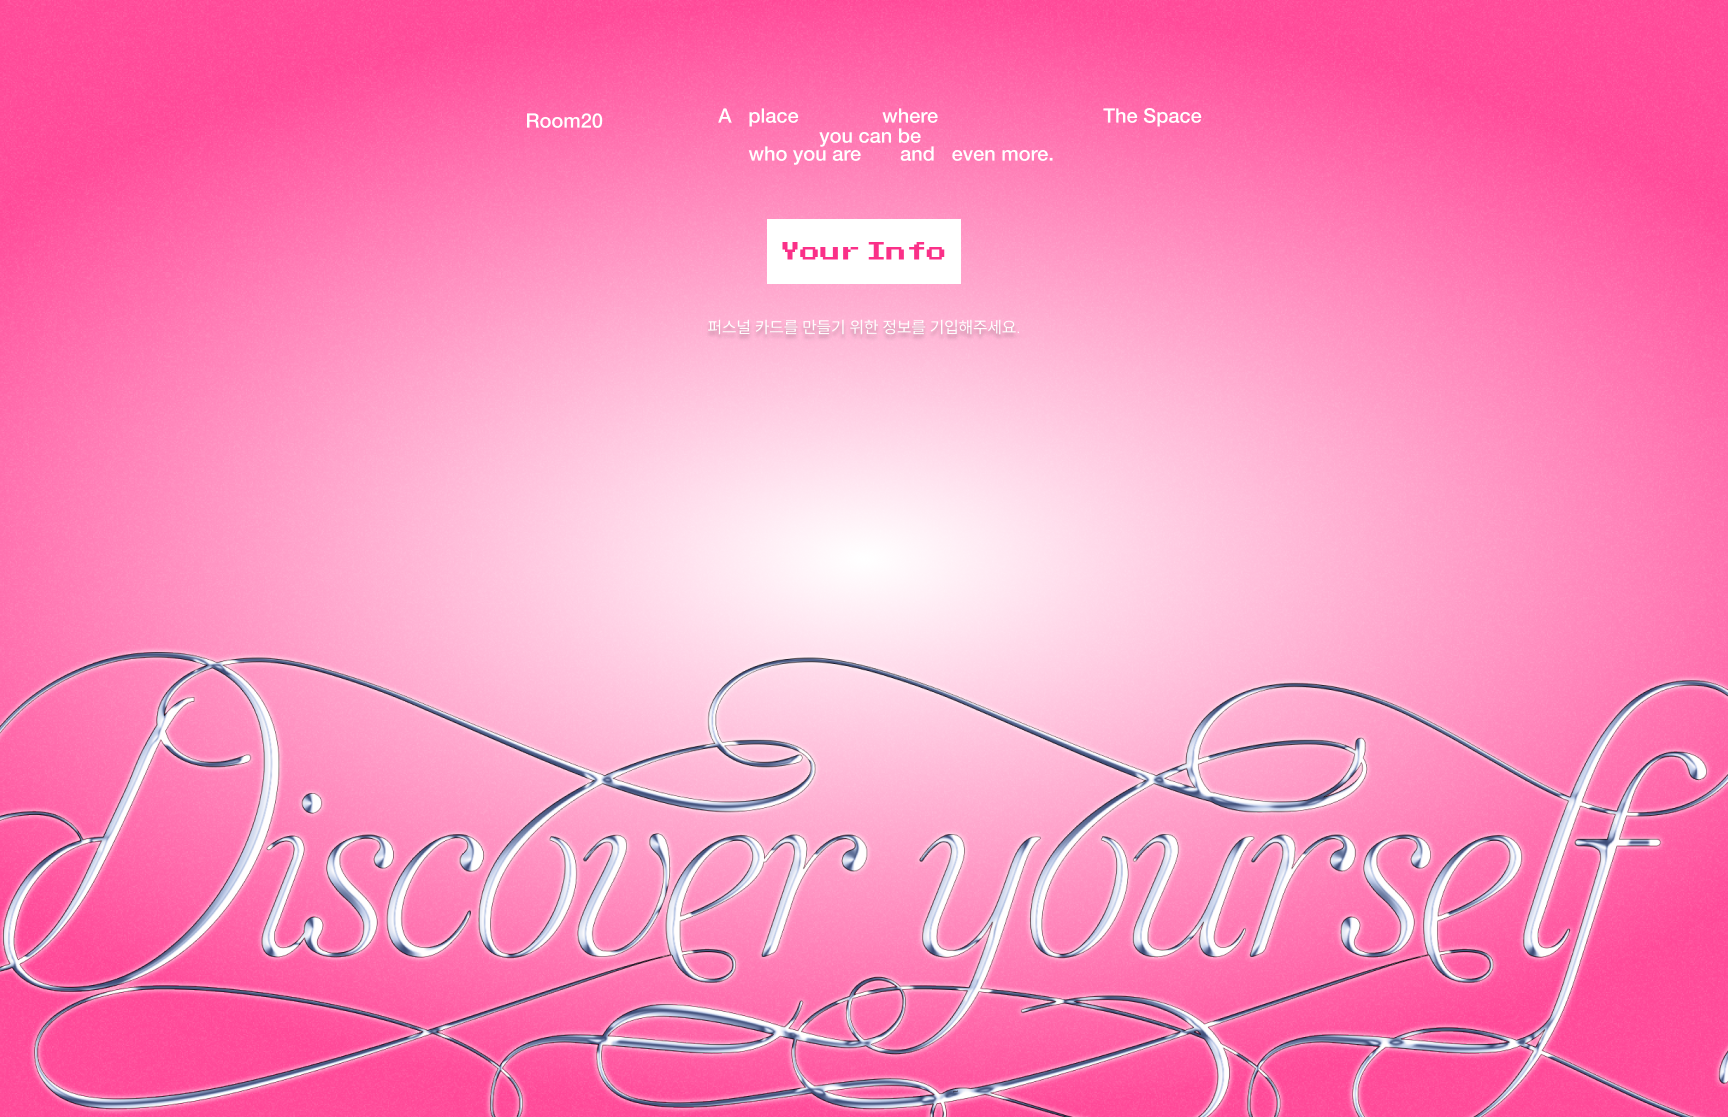 Room20
A place where
you can be
who you are and even more.
The Space
Your Info
퍼스널 카드를 만들기 위한 정보를 기입해주세요.
Discover yourself